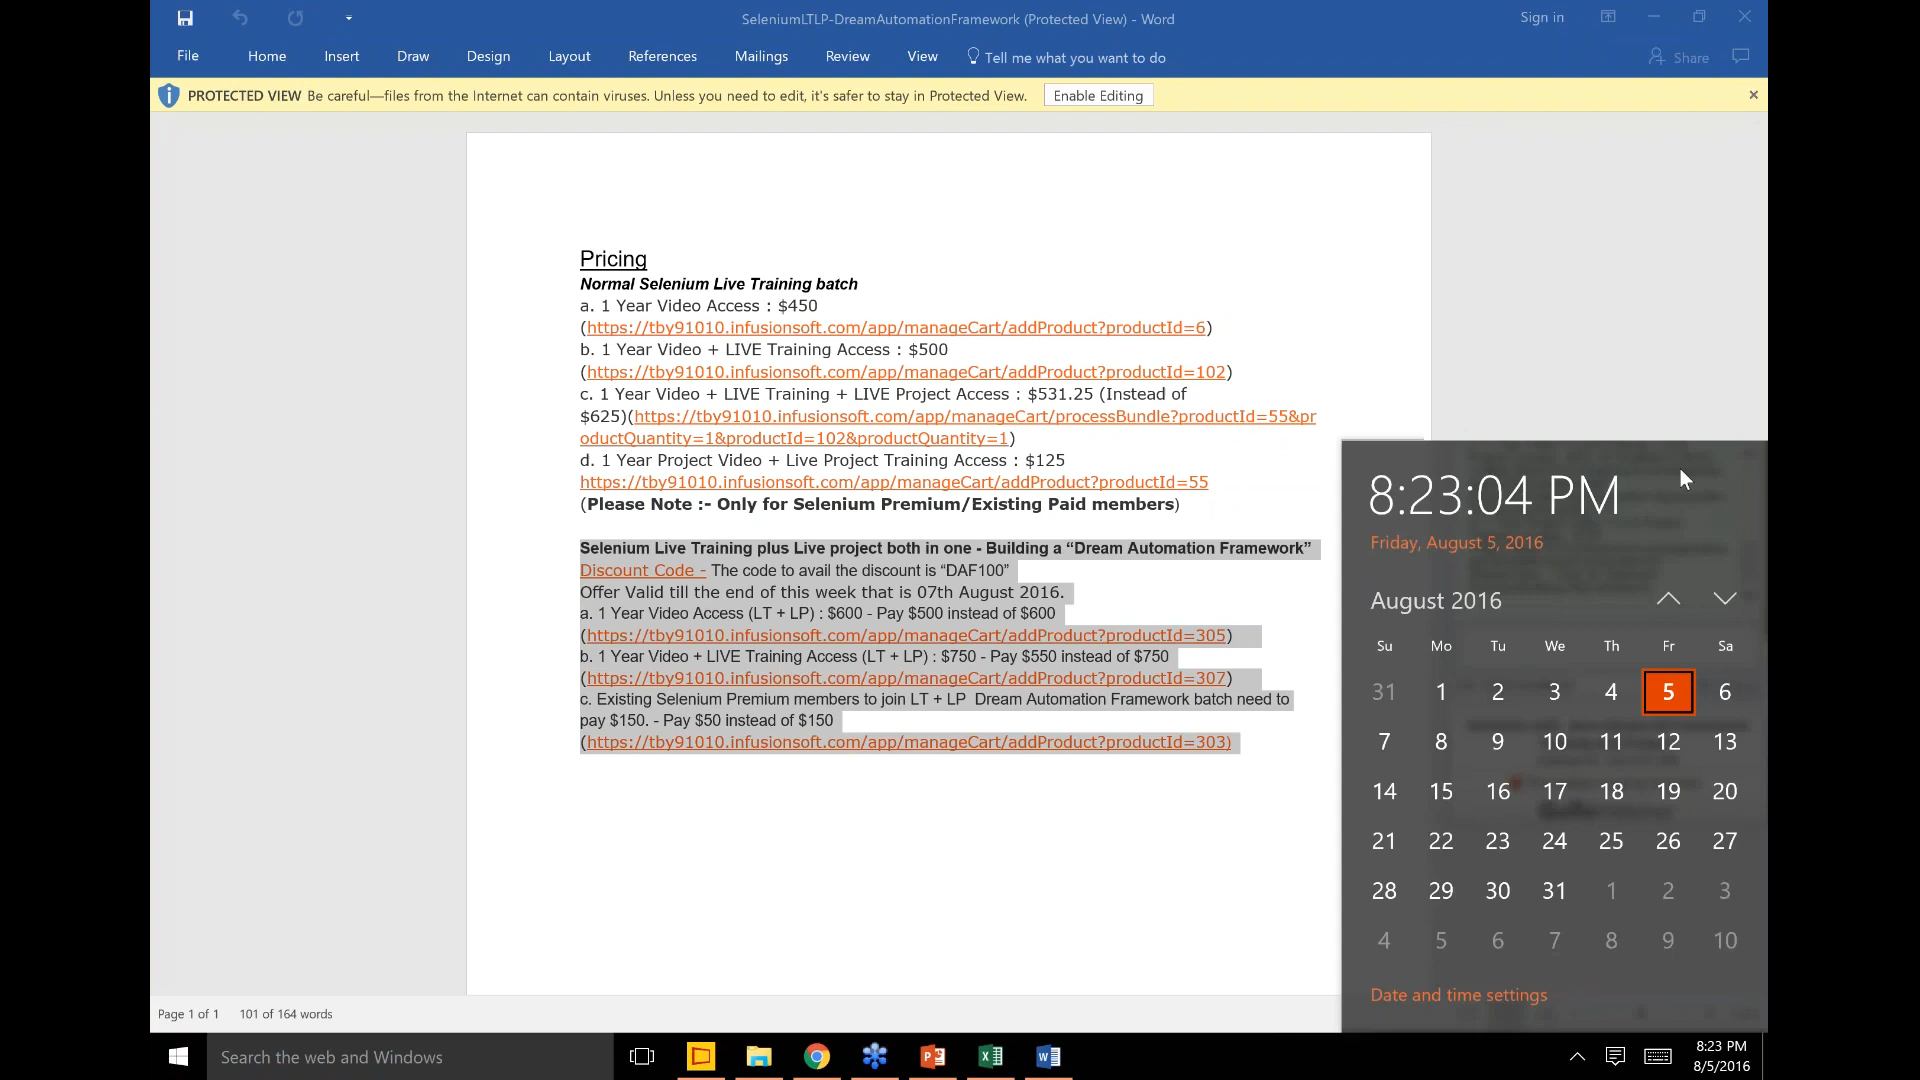 SeleniumLTLP-DreamAutomationFramework (Protected View) - Word
Sign in
File Home Insert Draw Design Layout References Mailings Review View Tell me what you want to do
Share
PROTECTED VIEW Be careful—files from the Internet can contain viruses. Unless you need to edit, it's safer to stay in Protected View. Enable Editing
Pricing
Normal Selenium Live Training batch
a. 1 Year Video Access : $450
(https://tby91010.infusionsoft.com/app/manageCart/addProduct?productId=6)
b. 1 Year Video + LIVE Training Access : $500
(https://tby91010.infusionsoft.com/app/manageCart/addProduct?productId=102)
c. 1 Year Video + LIVE Training + LIVE Project Access : $531.25 (Instead of
$625)(https://tby91010.infusionsoft.com/app/manageCart/processBundle?productId=55&pr
oductQuantity=1&productId=102&productQuantity=1)
d. 1 Year Project Video + Live Project Training Access : $125
https://tby91010.infusionsoft.com/app/manageCart/addProduct?productId=55
(Please Note :- Only for Selenium Premium/Existing Paid members)
Selenium Live Training plus Live project both in one - Building a “Dream Automation Framework”
Discount Code - The code to avail the discount is “DAF100”
Offer Valid till the end of this week that is 07th August 2016.
a. 1 Year Video Access (LT + LP) : $600 - Pay $500 instead of $600
(https://tby91010.infusionsoft.com/app/manageCart/addProduct?productId=305)
b. 1 Year Video + LIVE Training Access (LT + LP) : $750 - Pay $550 instead of $750
(https://tby91010.infusionsoft.com/app/manageCart/addProduct?productId=307)
c. Existing Selenium Premium members to join LT + LP Dream Automation Framework batch need to
pay $150. - Pay $50 instead of $150
(https://tby91010.infusionsoft.com/app/manageCart/addProduct?productId=303)
8:23:04 PM
Friday, August 5, 2016
August 2016
Su Mo Tu We Th Fr Sa
31 1 2 3 4 5 6
7 8 9 10 11 12 13
14 15 16 17 18 19 20
21 22 23 24 25 26 27
28 29 30 31 1 2 3
4 5 6 7 8 9 10
Date and time settings
Page 1 of 1 101 of 164 words
Search the web and Windows
8:23 PM
8/5/2016